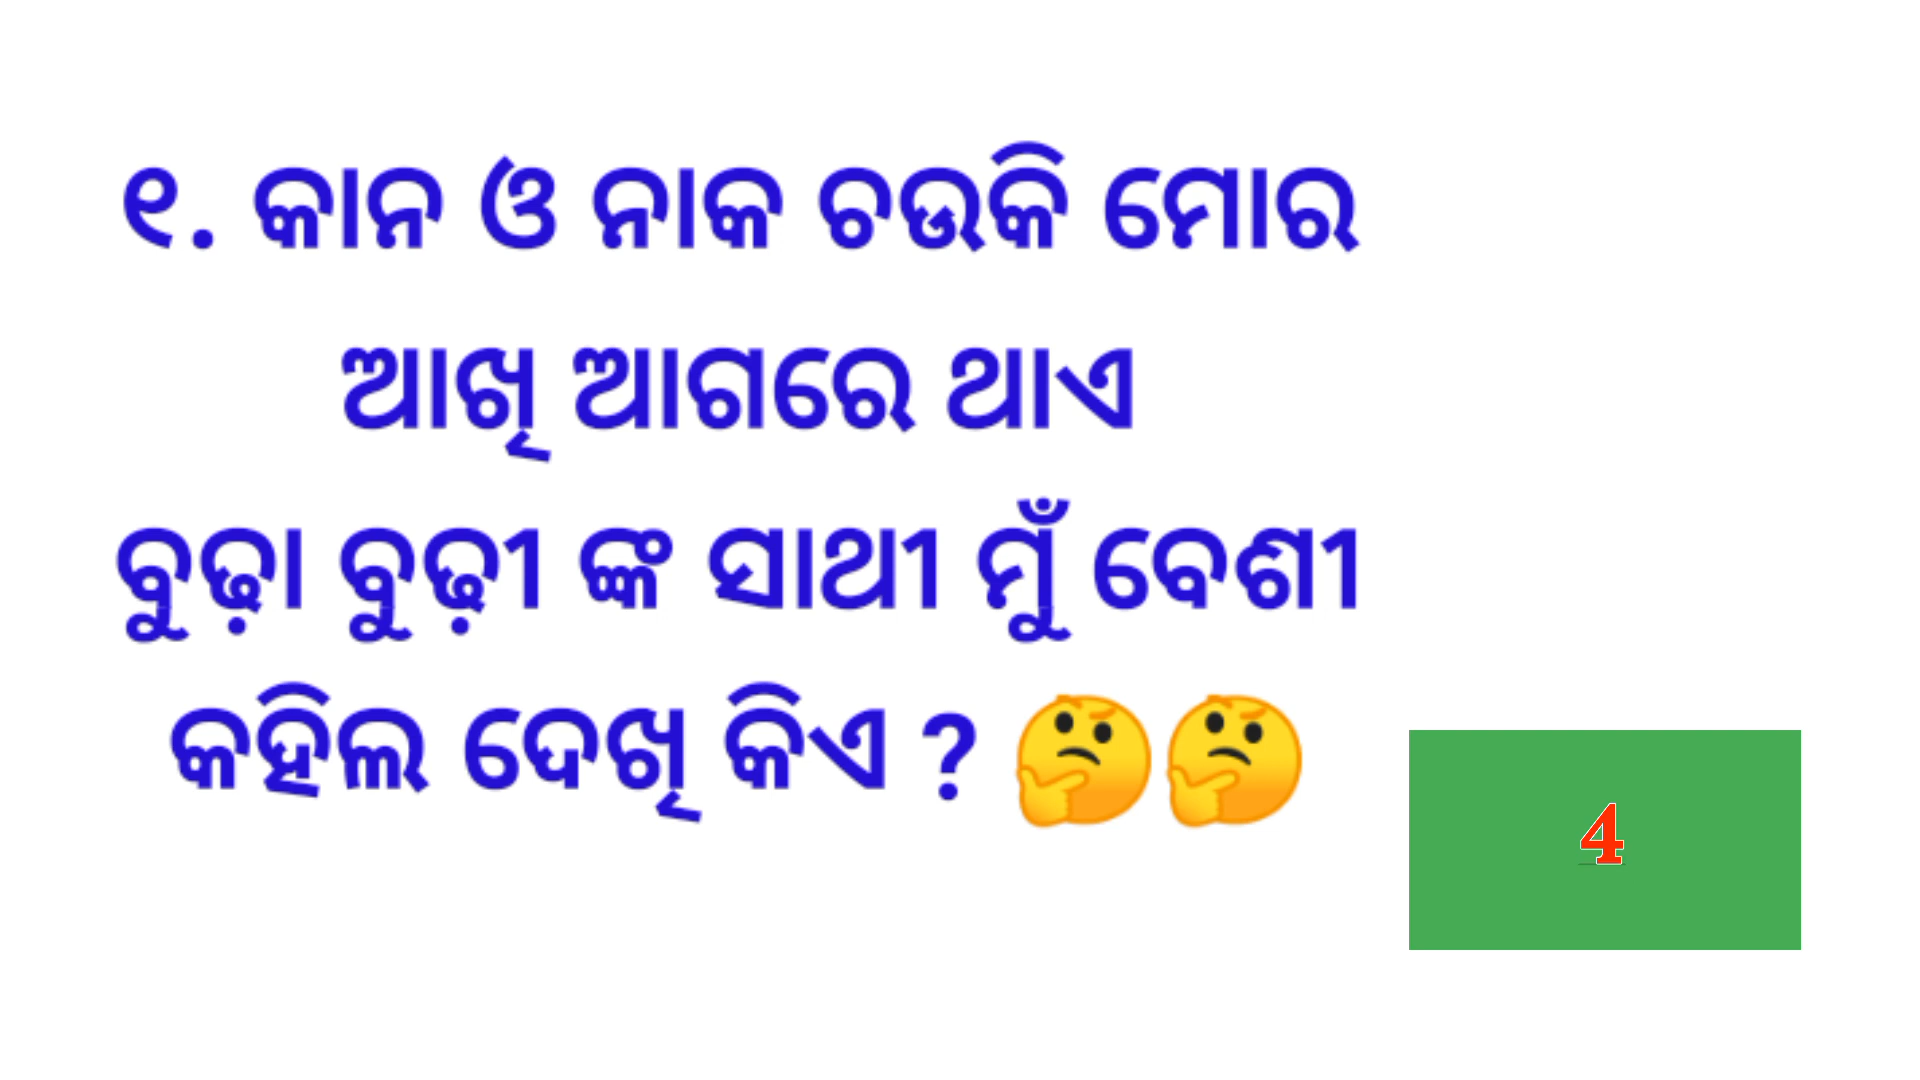 ୧. କାନ ଓ ନାକ ଚଉକି ମୋର
ଆଖି ଆଗରେ ଥାଏ
ବୁଢ଼ା ବୁଢ଼ୀ ଙ୍କ ସାଥୀ ମୁଁ ବେଶୀ
କହିଲ ଦେଖି କିଏ ? 🤔🤔
4